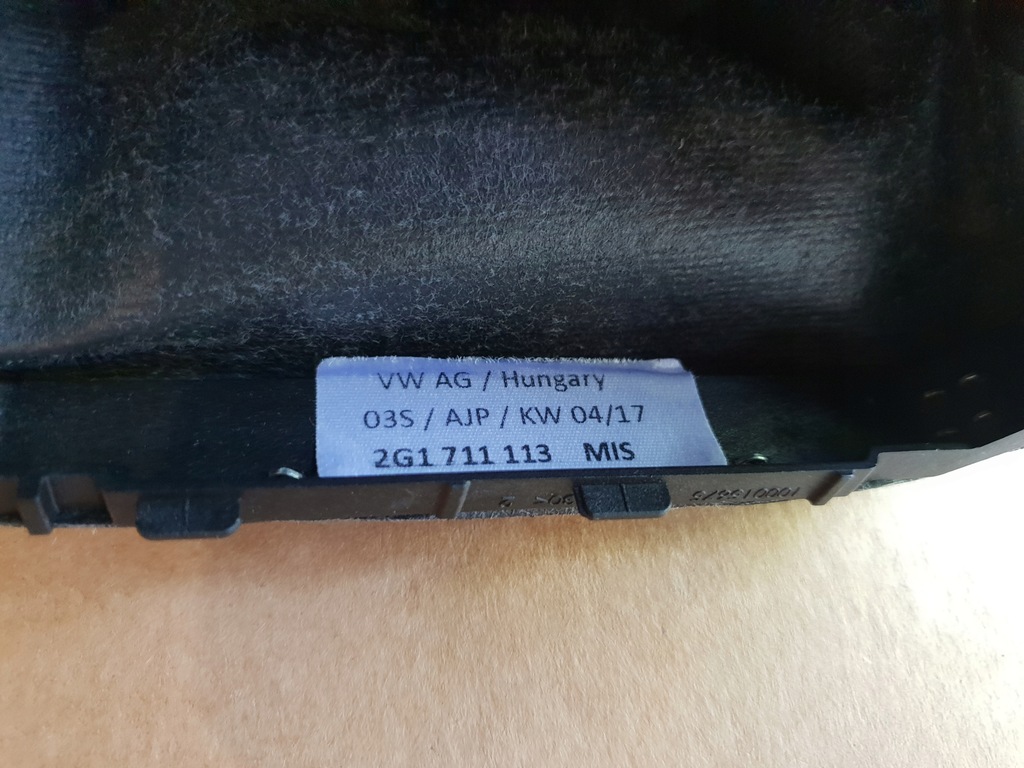 VW AG / Hungary
03S / AJP / KW 04/17
2G1 711 113 MIS